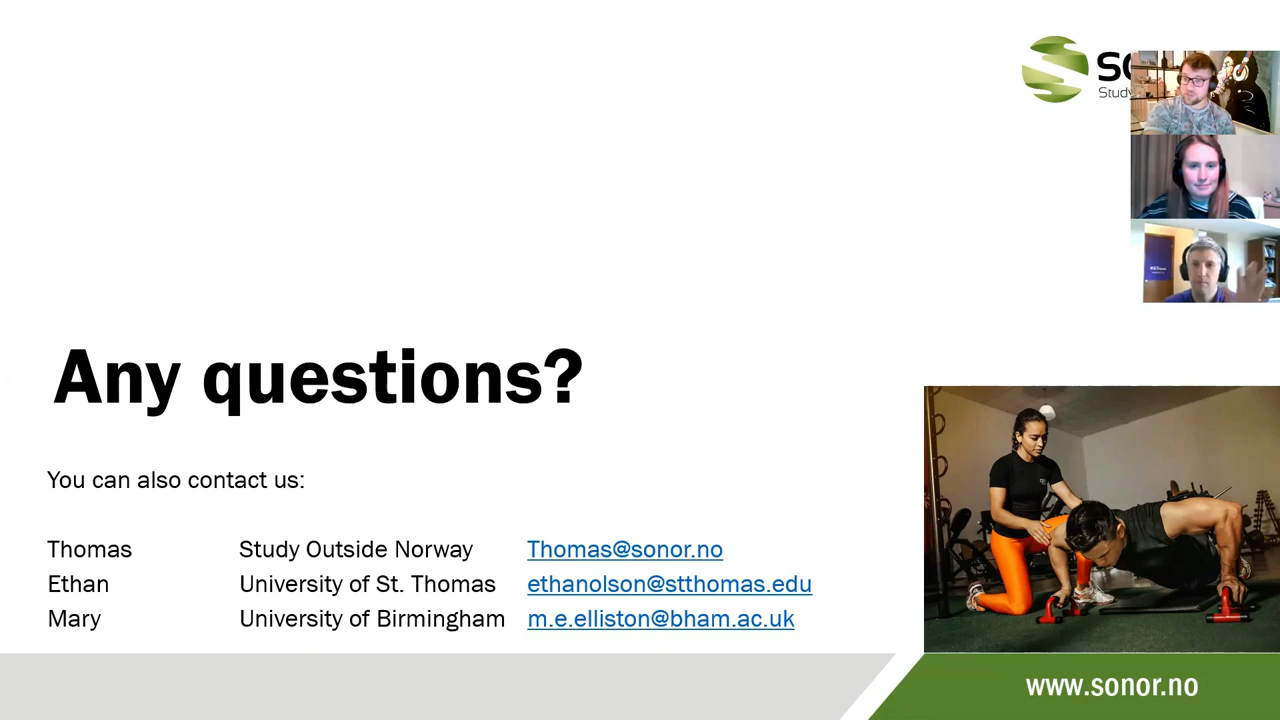 Study
Any questions?
You can also contact us:
Thomas Study Outside Norway Thomas@sonor.no
Ethan University of St. Thomas ethanolson@stthomas.edu
Mary University of Birmingham m.e.elliston@bham.ac.uk
www.sonor.no